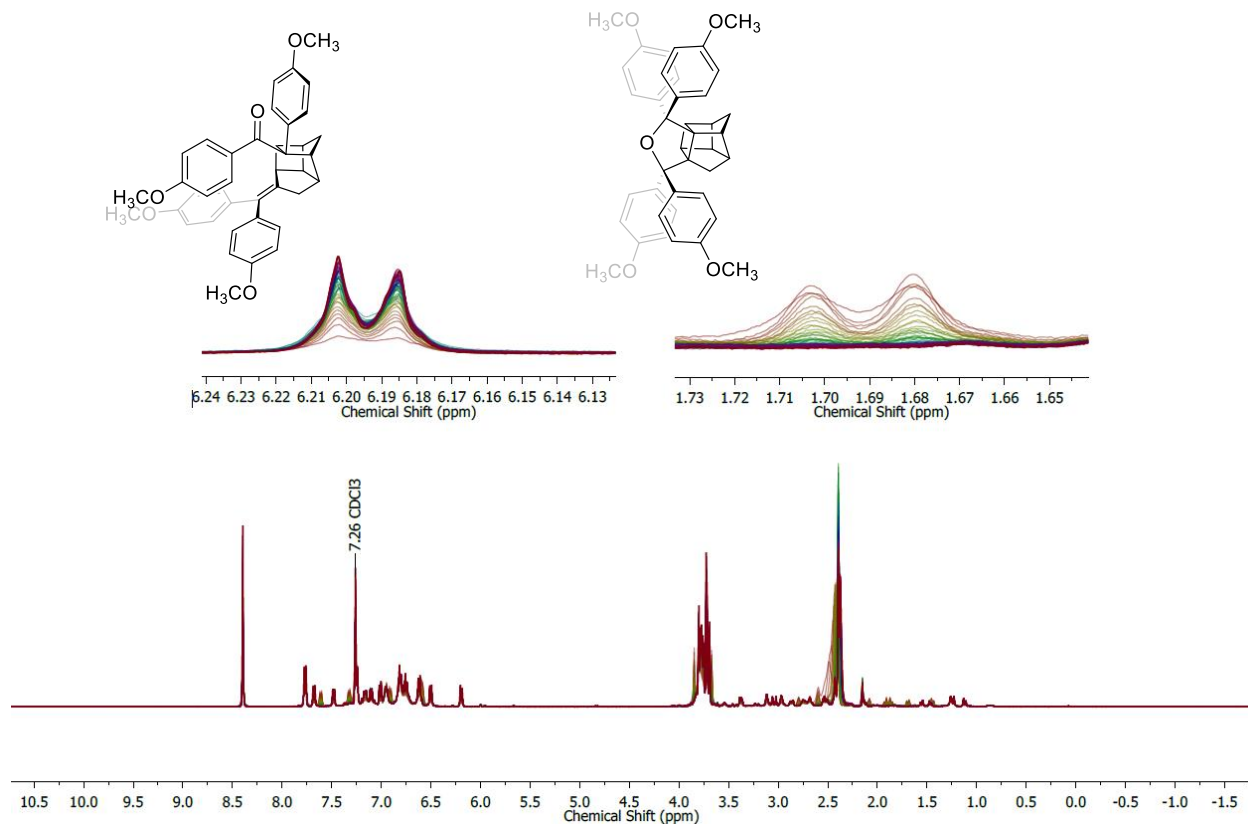 OCH3
O
OCH3
H3CO
H3CO
H3CO
OCH3
H3CO
O
H3CO
OCH3
6.24 6.23 6.22 6.21 6.20 6.19 6.18 6.17 6.16 6.15 6.14 6.13
Chemical Shift (ppm)
1.73 1.72 1.71 1.70 1.69 1.68 1.67 1.66 1.65
Chemical Shift (ppm)
7.26 CDCl3
10.5 10.0 9.5 9.0 8.5 8.0 7.5 7.0 6.5 6.0 5.5 5.0 4.5 4.0 3.5 3.0 2.5 2.0 1.5 1.0 0.5 0.0 -0.5 -1.0 -1.5
Chemical Shift (ppm)